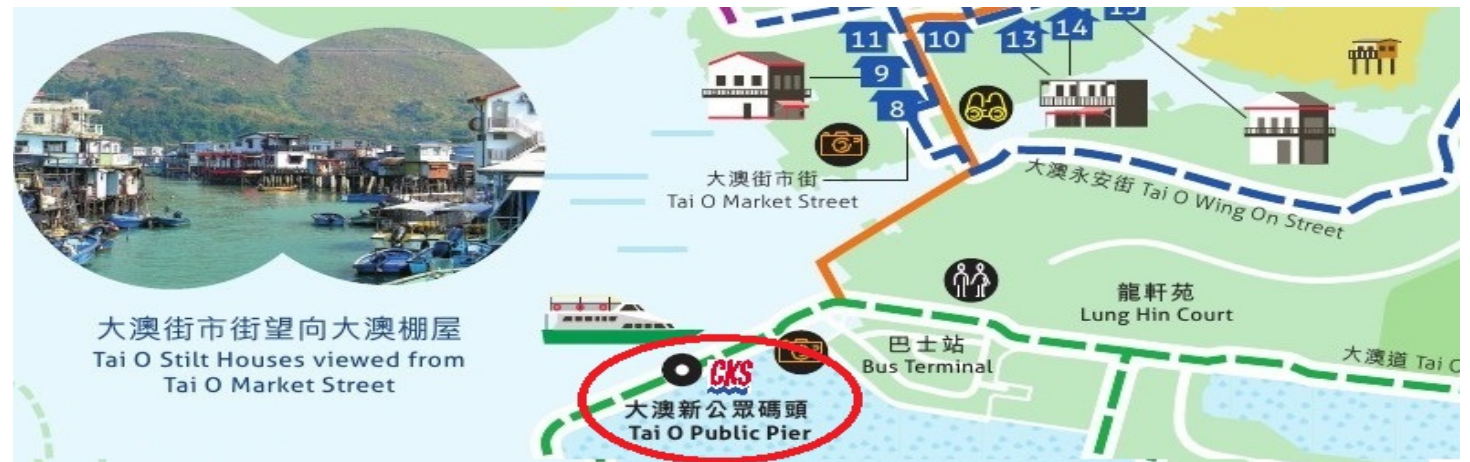 15
11
10
13
14
9
8
大澳街市街
Tai O Market Street
大澳永安街 Tai O Wing On Street
龍軒苑
Lung Hin Court
大澳街市街望向大澳棚屋
Tai O Stilt Houses viewed from
Tai O Market Street
巴士站
Bus Terminal
大澳道 Tai O
CKS
大澳新公眾碼頭
Tai O Public Pier